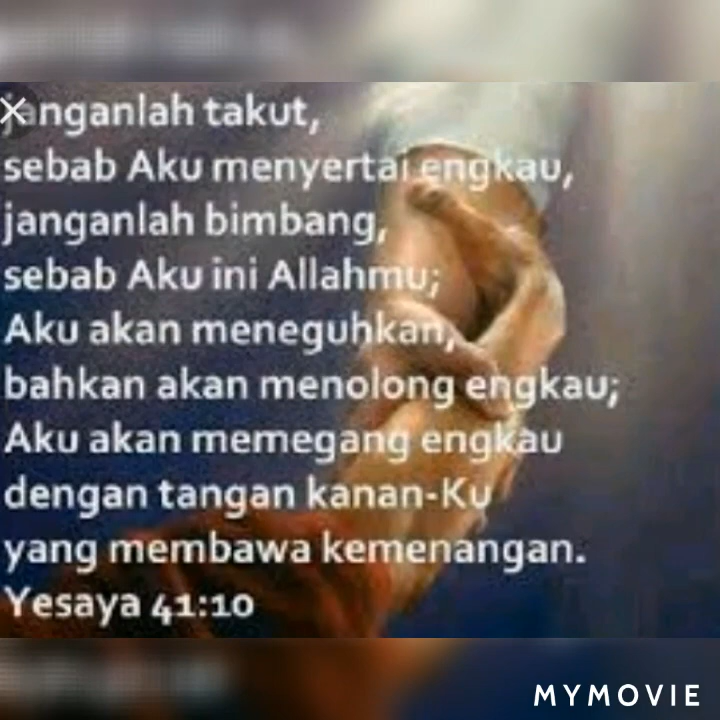 janganlah takut,
sebab Aku menyertai engkau,
janganlah bimbang,
sebab Aku ini Allahmu;
Aku akan meneguhkan,
bahkan akan menolong engkau;
Aku akan memegang engkau
dengan tangan kanan-Ku
yang membawa kemenangan.
Yesaya 41:10
MYMOVIE